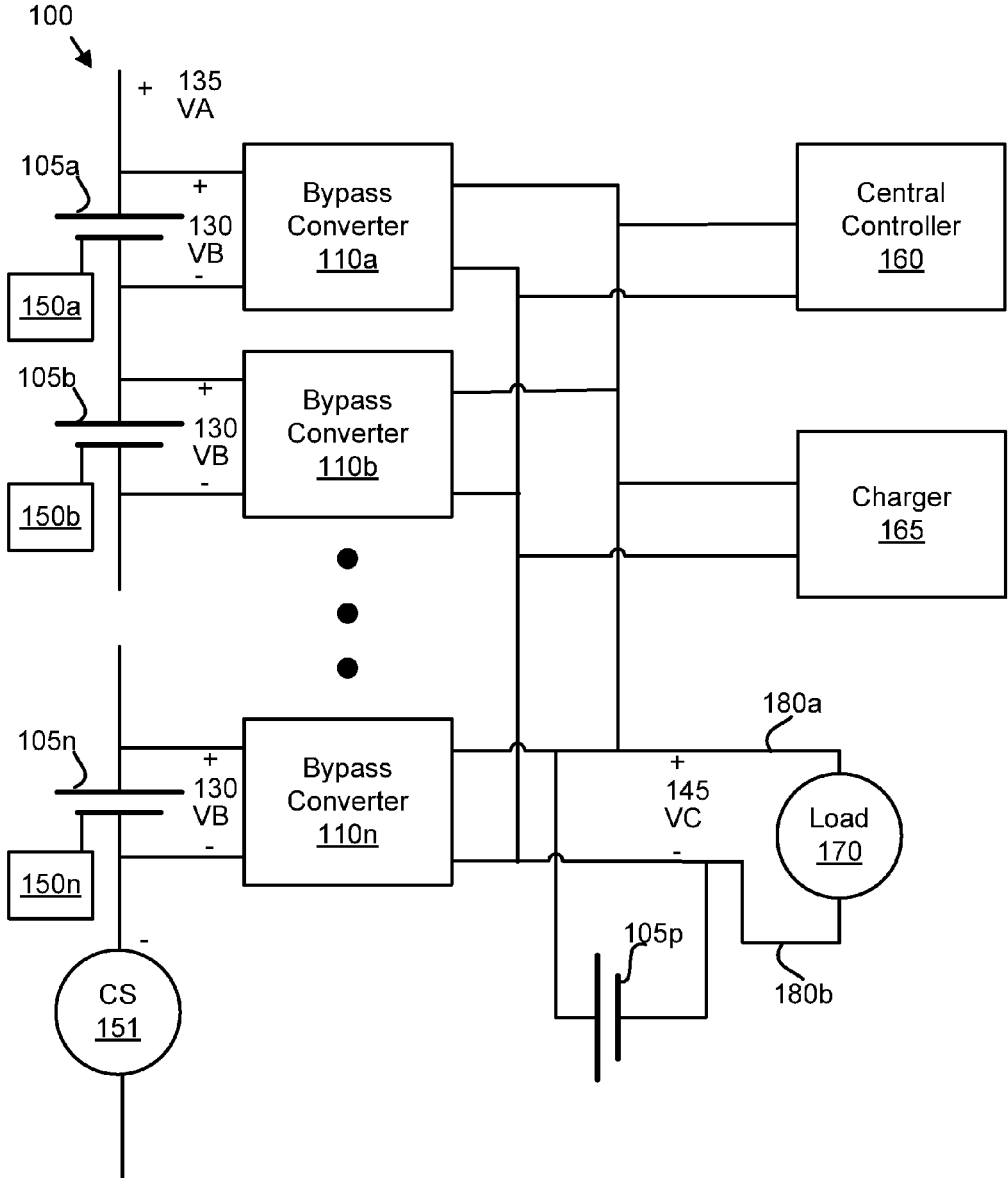 100
+ 135
VA
105a
+
130
VB
-
Bypass
Converter
110a
Central
Controller
160
150a
105b
+
130
VB
-
Bypass
Converter
110b
150b
Charger
165
105n
+
130
VB
-
Bypass
Converter
110n
180a
+
145
VC
-
Load
170
150n
-
105p
180b
CS
151